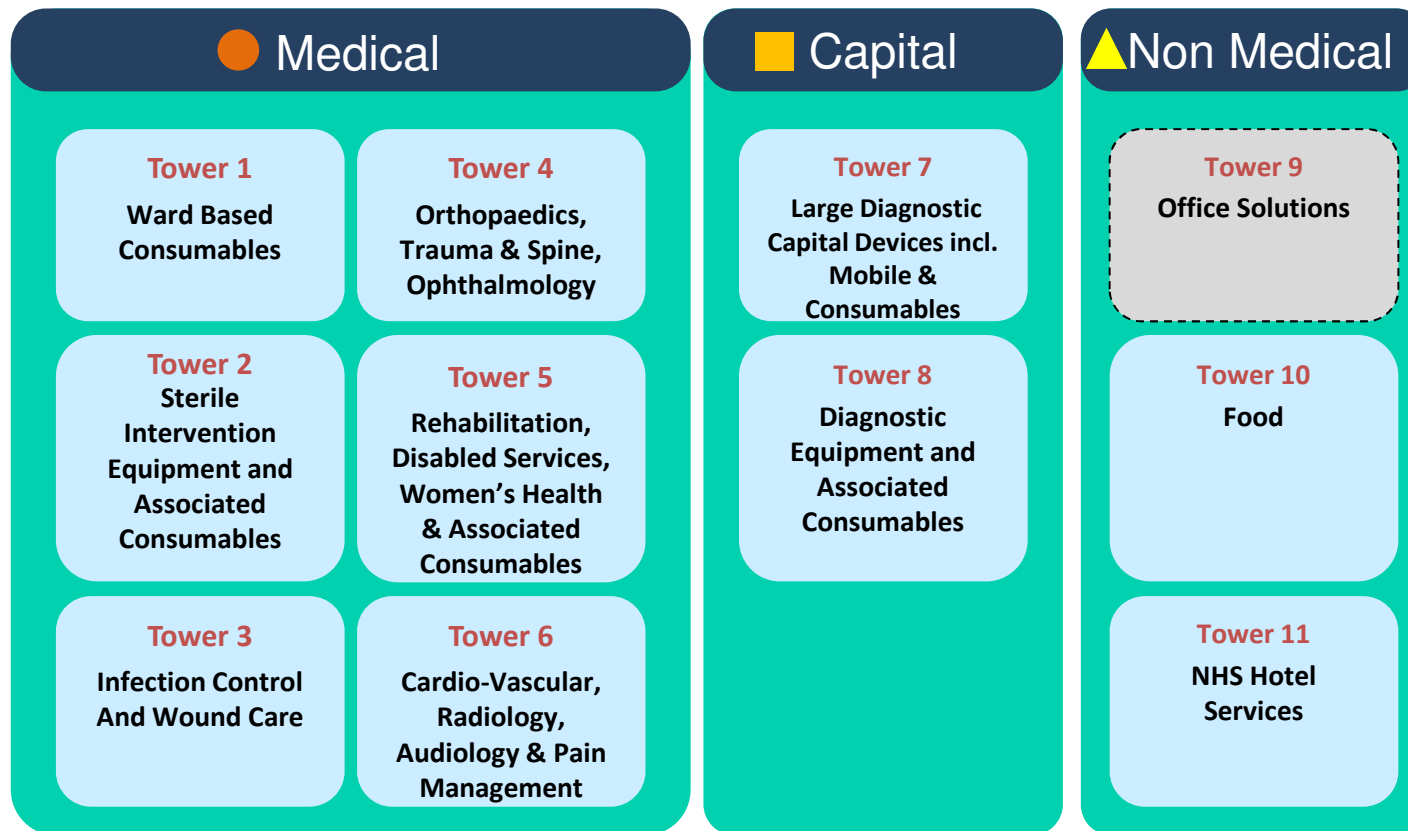 Medical
Tower 1
Ward Based
Consumables
Tower 4
Orthopaedics,
Trauma & Spine,
Ophthalmology
Tower 2
Sterile
Intervention
Equipment and
Associated
Consumables
Tower 5
Rehabilitation,
Disabled Services,
Women’s Health
& Associated
Consumables
Tower 3
Infection Control
And Wound Care
Tower 6
Cardio-Vascular,
Radiology,
Audiology & Pain
Management
Capital
Tower 7
Large Diagnostic
Capital Devices incl.
Mobile &
Consumables
Tower 8
Diagnostic
Equipment and
Associated
Consumables
Non Medical
Tower 9
Office Solutions
Tower 10
Food
Tower 11
NHS Hotel
Services